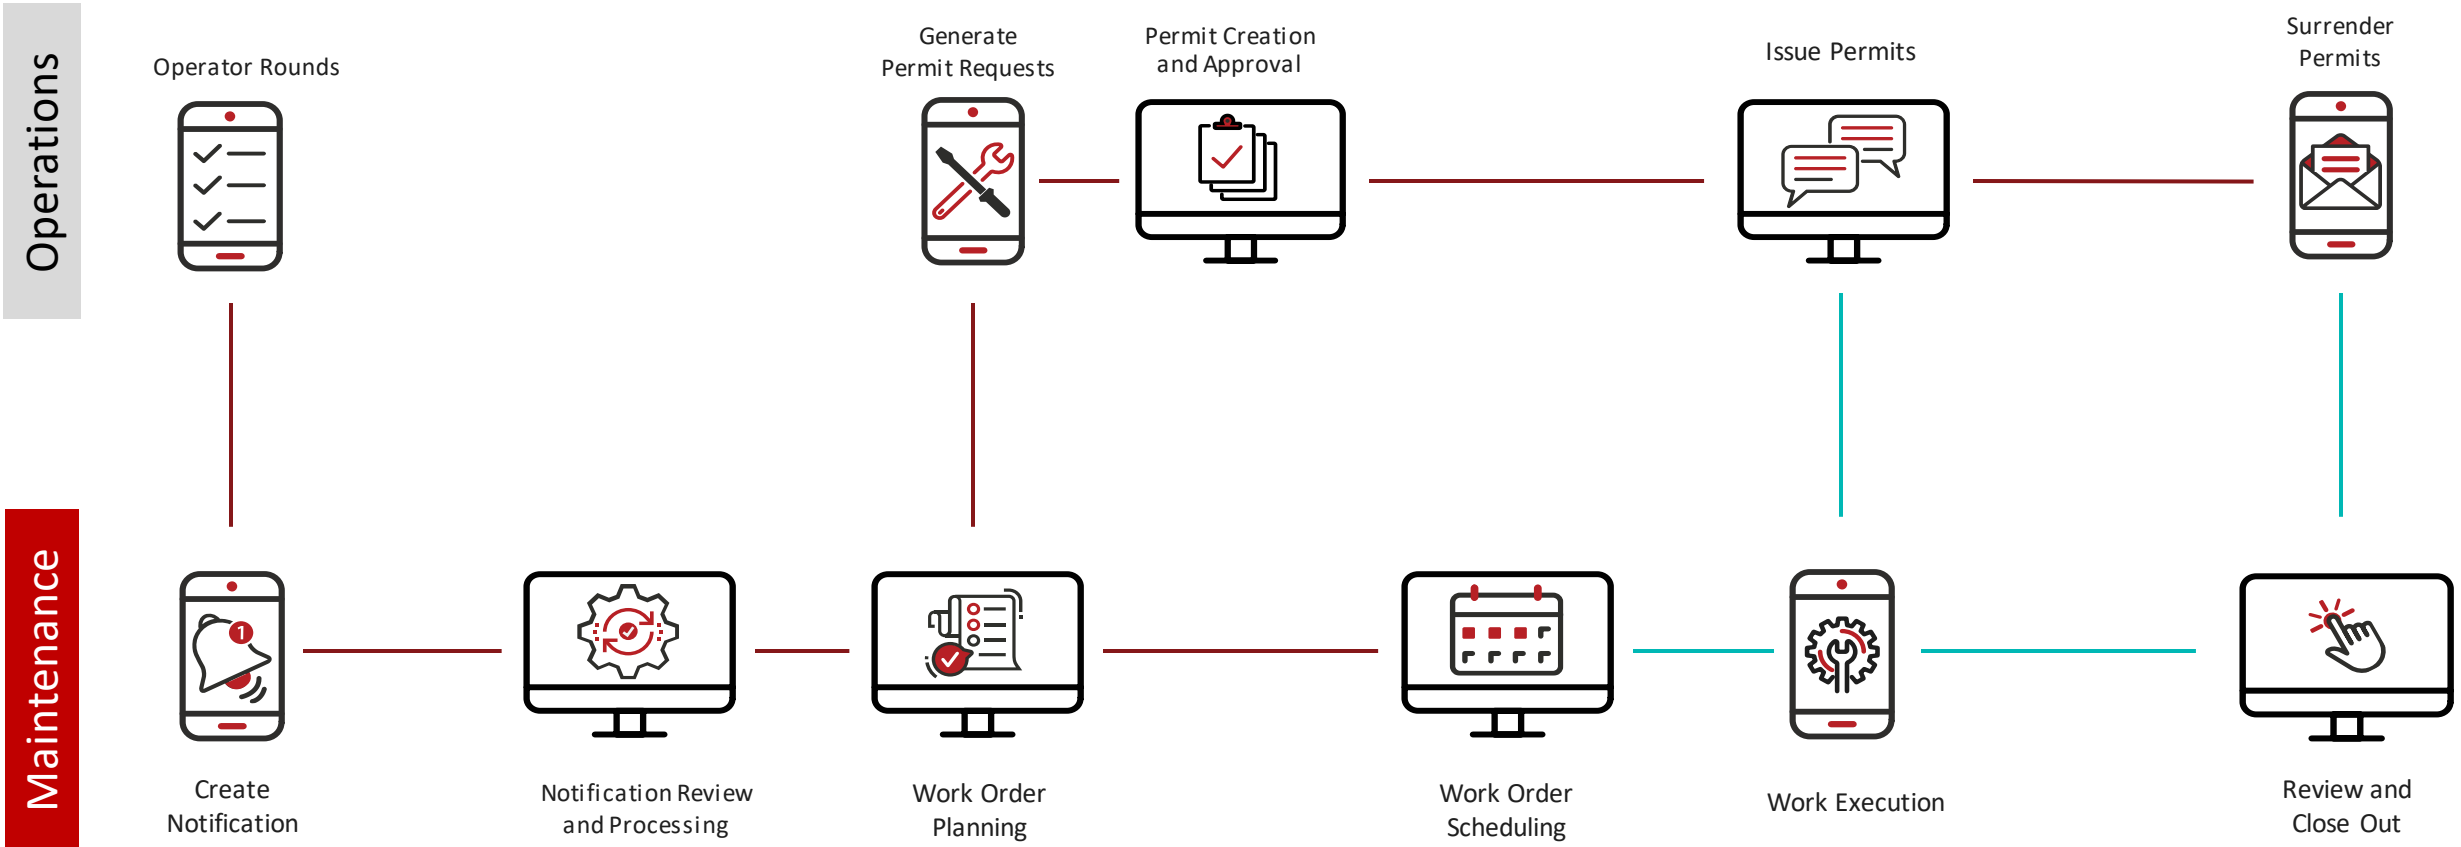 Operations
Operator Rounds
Generate
Permit Requests
Permit Creation
and Approval
Issue Permits
Surrender
Permits
Maintenance
1
Create
Notification
Notification Review
and Processing
Work Order
Planning
Work Order
Scheduling
Work Execution
Review and
Close Out